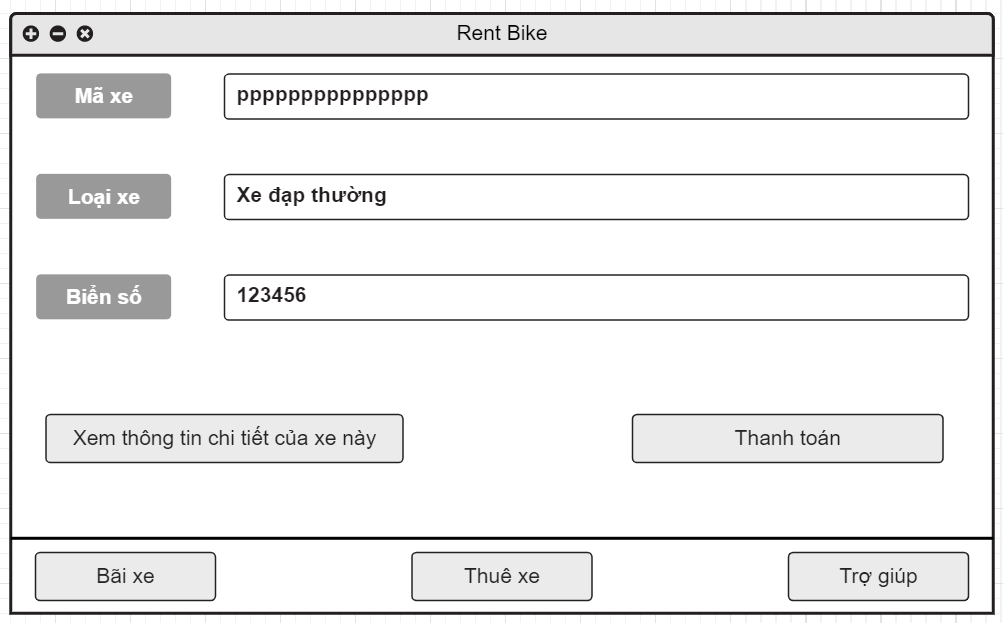 Rent Bike
Mã xe
ppppppppppppppp
Loại xe
Xe đạp thường
Biển số
123456
Xem thông tin chi tiết của xe này
Thanh toán
Bãi xe
Thuê xe
Trợ giúp